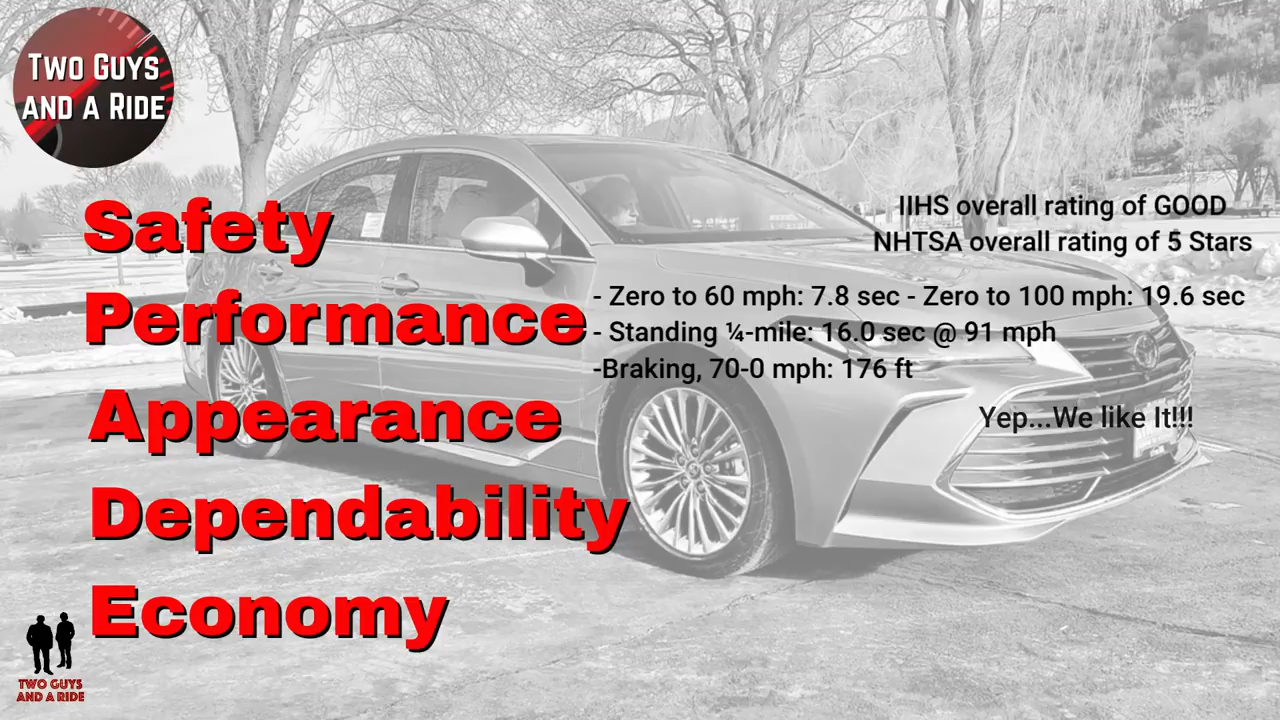 Two Guys
and a Ride
Safety
IIHS overall rating of GOOD
NHTSA overall rating of 5 Stars
Performance
- Zero to 60 mph: 7.8 sec - Zero to 100 mph: 19.6 sec
- Standing ¼-mile: 16.0 sec @ 91 mph
-Braking, 70-0 mph: 176 ft
Appearance
Yep...We like It!!!
Dependability
Economy
TWO GUYS
AND A RIDE